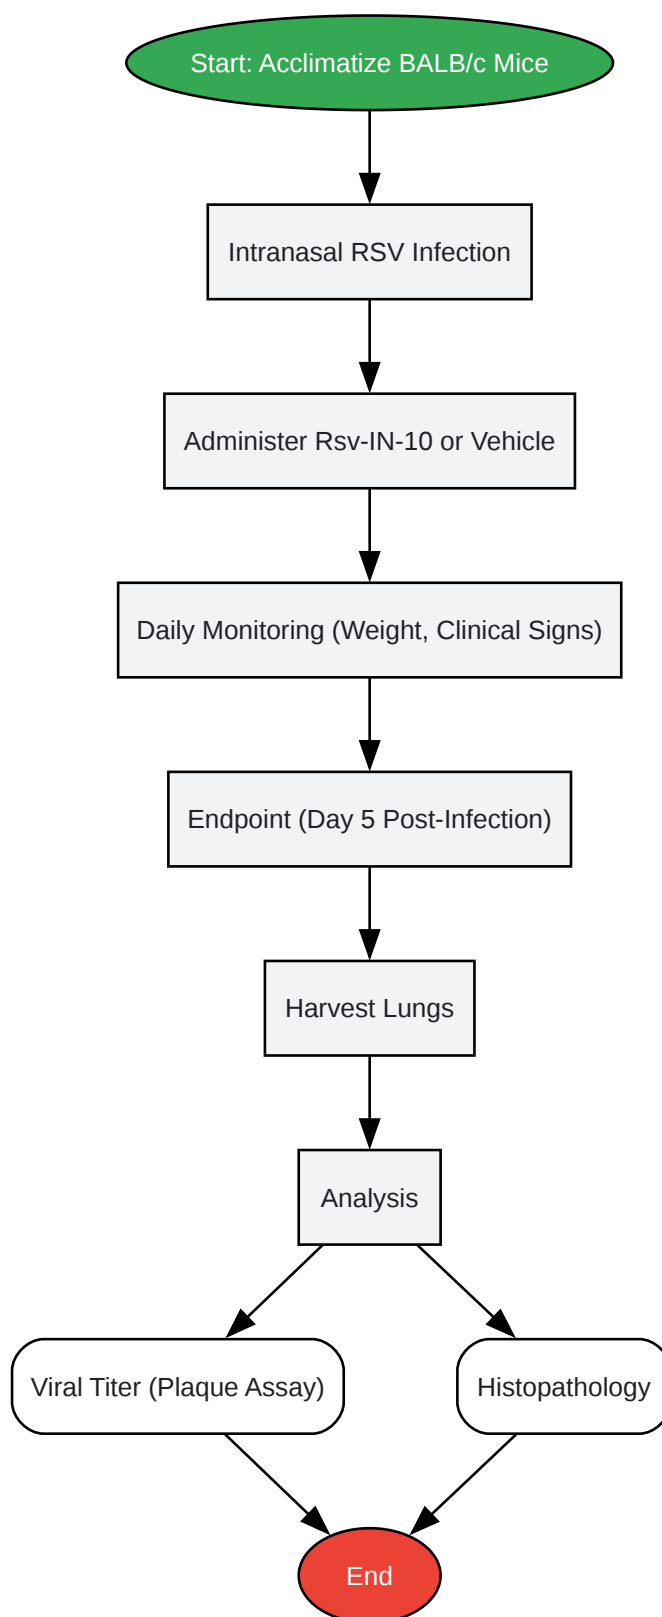 Start: Acclimatize BALB/c Mice
Intranasal RSV Infection
Administer Rsv-IN-10 or Vehicle
Daily Monitoring (Weight, Clinical Signs)
Endpoint (Day 5 Post-Infection)
Harvest Lungs
Analysis
Viral Titer (Plaque Assay)
Histopathology
End